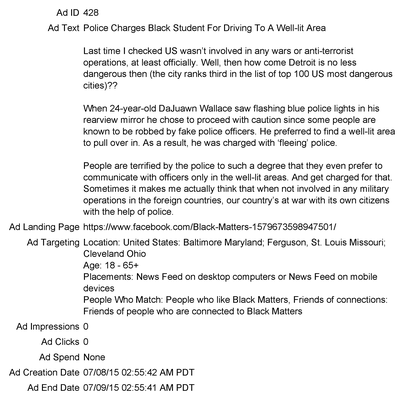 Ad ID 428
Ad Text Police Charges Black Student For Driving To A Well-lit Area
Last time I checked US wasn't involved in any wars or anti-terrorist
operations, at least officially. Well, then how come Detroit is no less
dangerous then (the city ranks third in the list of top 100 US most dangerous
cities)??
When 24-year-old DaJuawn Wallace saw flashing blue police lights in his
rearview mirror he chose to proceed with caution since some people are
known to be robbed by fake police officers. He preferred to find a well-lit area
to pull over in. As a result, he was charged with 'fleeing' police.
People are terrified by the police to such a degree that they even prefer to
communicate with officers only in the well-lit areas. And get charged for that.
Sometimes it makes me actually think that when not involved in any military
operations in the foreign countries, our country's at war with its own citizens
with the help of police.
Ad Landing Page https://www.facebook.com/Black-Matters-1579673598947501/
Ad Targeting Location: United States: Baltimore Maryland; Ferguson, St. Louis Missouri;
Cleveland Ohio
Age: 18 - 65+
Placements: News Feed on desktop computers or News Feed on mobile
devices
People Who Match: People who like Black Matters, Friends of connections:
Friends of people who are connected to Black Matters
Ad Impressions 0
Ad Clicks 0
Ad Spend None
Ad Creation Date 07/08/15 02:55:42 AM PDT
Ad End Date 07/09/15 02:55:41 AM PDT